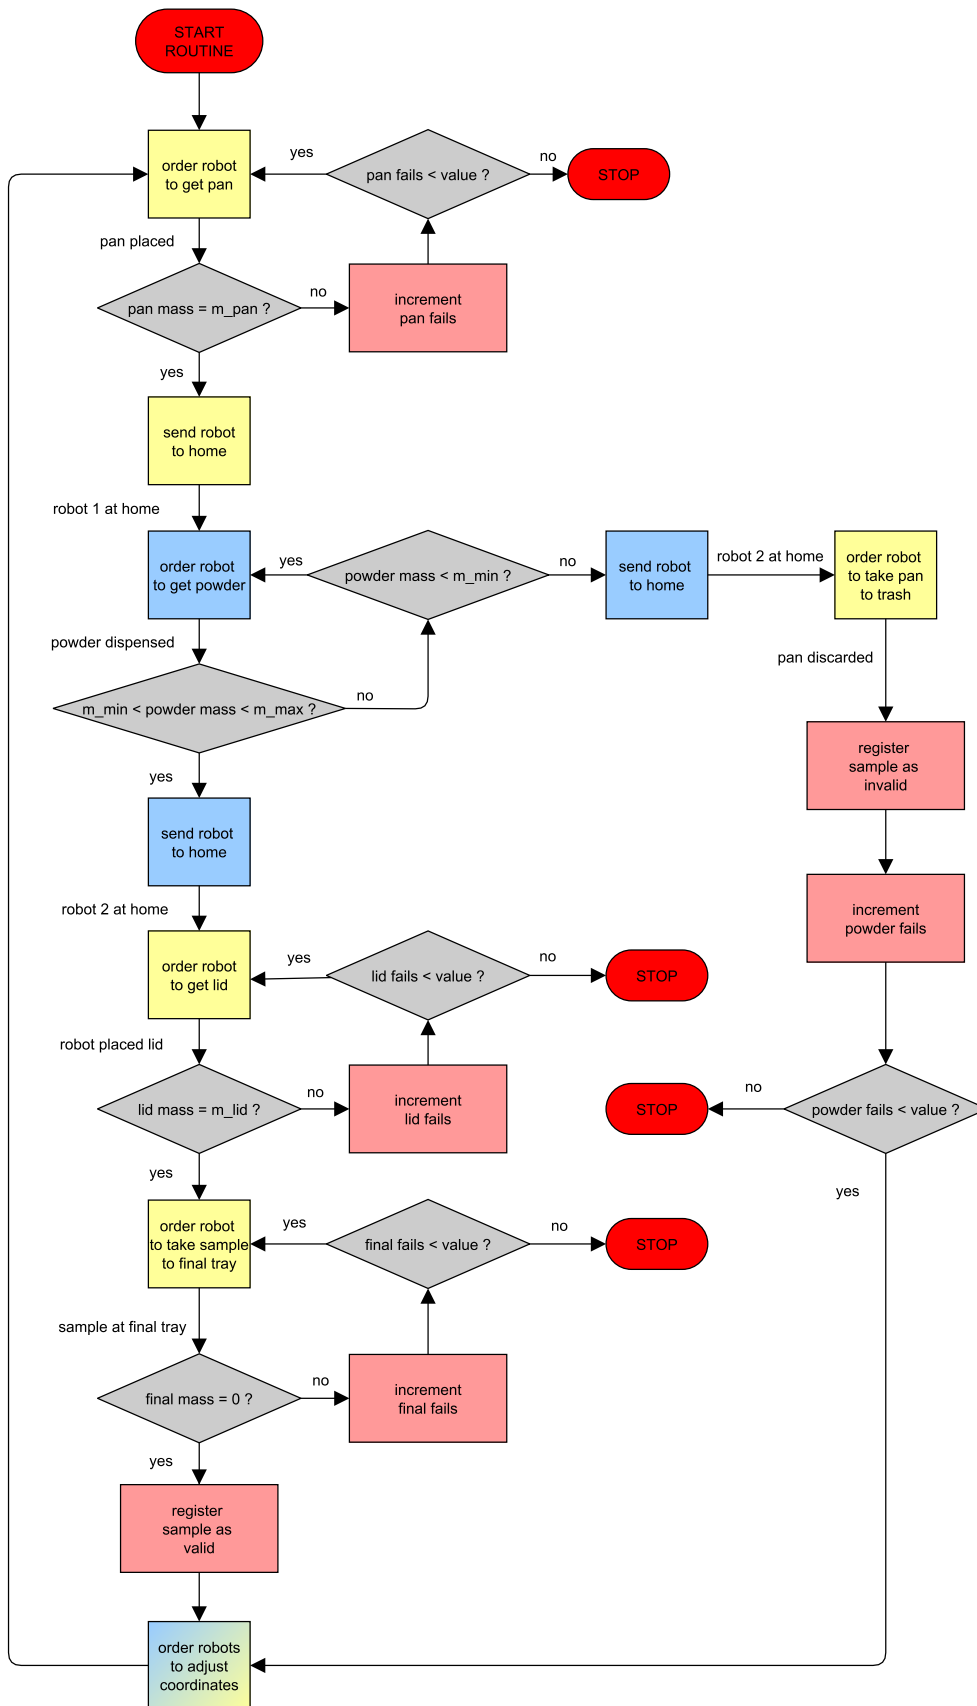 START
ROUTINE
order robot
to get pan
yes
pan fails < value ?
no
STOP
pan placed
pan mass = m_pan ?
no
increment
pan fails
yes
send robot
to home
robot 1 at home
order robot
to get powder
yes
powder mass < m_min ?
no
send robot
to home
robot 2 at home
order robot
to take pan
to trash
powder dispensed
pan discarded
m_min < powder mass < m_max ?
no
register
sample as
invalid
yes
send robot
to home
increment
powder fails
robot 2 at home
order robot
to get lid
yes
lid fails < value ?
no
STOP
robot placed lid
lid mass = m_lid ?
no
increment
lid fails
STOP
no
powder fails < value ?
yes
yes
order robot
to take sample
to final tray
yes
final fails < value ?
no
STOP
sample at final tray
final mass = 0 ?
no
increment
final fails
yes
register
sample as
valid
order robots
to adjust
coordinates